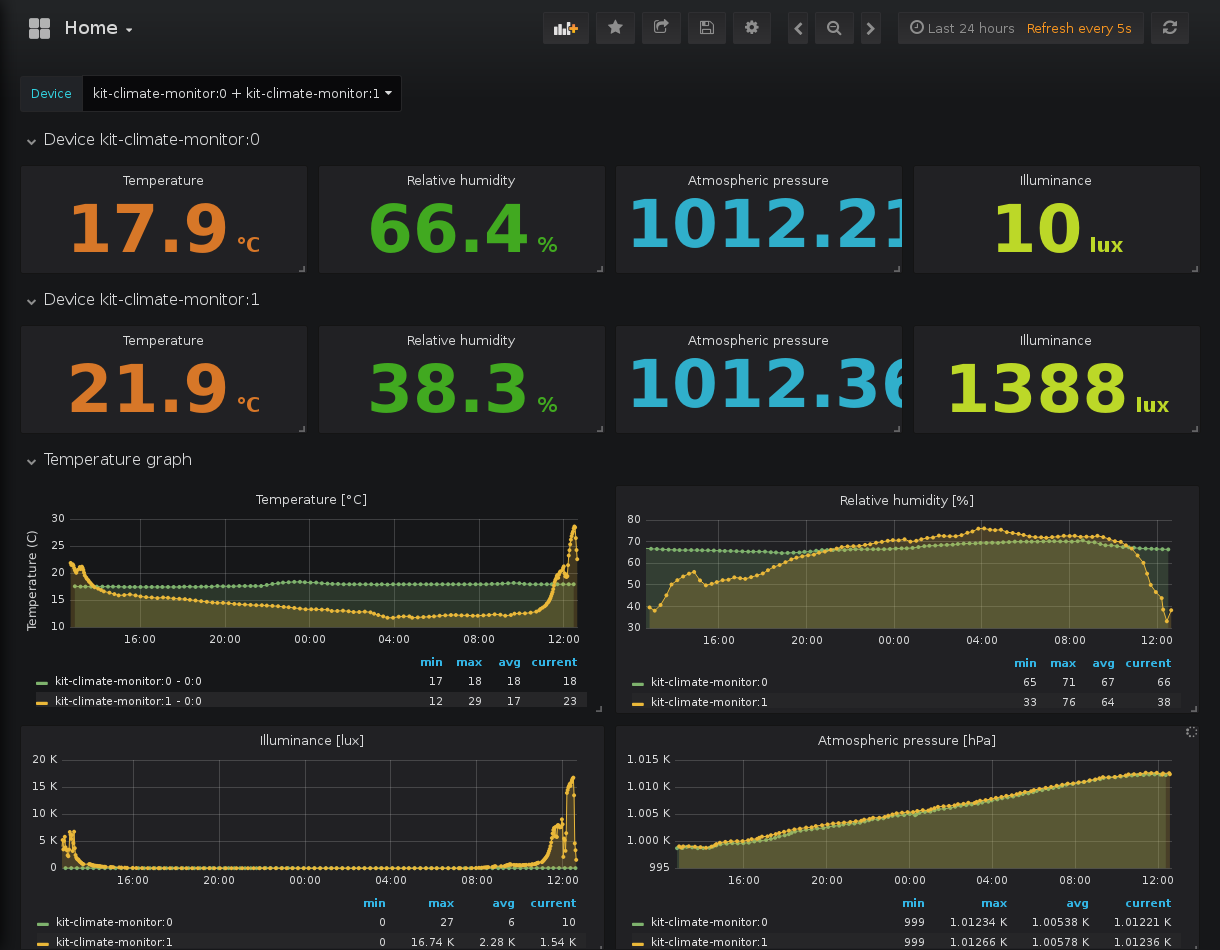 Home
Last 24 hours Refresh every 5s
Device kit-climate-monitor:0 + kit-climate-monitor:1
Device kit-climate-monitor:0
Temperature Relative humidity Atmospheric pressure Illuminance
17.9 °C 66.4 % 1012.21 10 lux
Device kit-climate-monitor:1
Temperature Relative humidity Atmospheric pressure Illuminance
21.9 °C 38.3 % 1012.36 1388 lux
Temperature graph
Temperature [°C]
Temperature (C)
30
25
20
15
10
16:00 20:00 00:00 04:00 08:00 12:00
min max avg current
kit-climate-monitor:0 - 0:0 17 18 18 18
kit-climate-monitor:1 - 0:0 12 29 17 23
Relative humidity [%]
80
70
60
50
40
30
16:00 20:00 00:00 04:00 08:00 12:00
min max avg current
kit-climate-monitor:0 65 71 67 66
kit-climate-monitor:1 33 76 64 38
Illuminance [lux]
20 K
15 K
10 K
5 K
0
16:00 20:00 00:00 04:00 08:00 12:00
min max avg current
kit-climate-monitor:0 0 27 6 10
kit-climate-monitor:1 0 16.74 K 2.28 K 1.54 K
Atmospheric pressure [hPa]
1.015 K
1.010 K
1.005 K
1.000 K
995
16:00 20:00 00:00 04:00 08:00 12:00
min max avg current
kit-climate-monitor:0 999 1.01234 K 1.00538 K 1.01221 K
kit-climate-monitor:1 999 1.01266 K 1.00578 K 1.01236 K